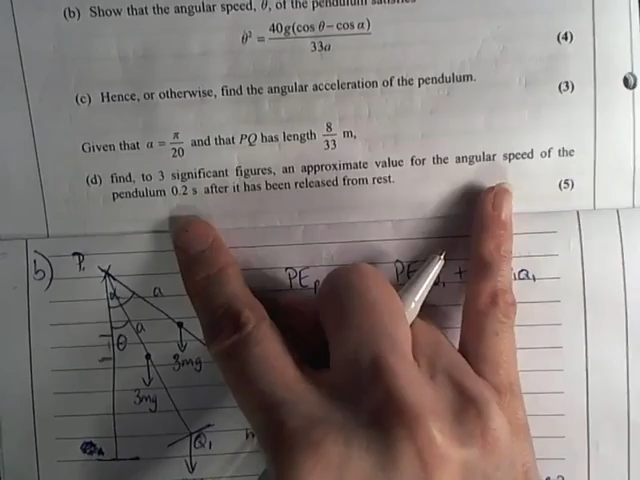 (b) Show that the angular speed, θ̇, of the pendulum satisfies
θ̇² = 40g(cos θ – cos α) / 33a
(4)
(c) Hence, or otherwise, find the angular acceleration of the pendulum.
(3)
Given that α = π/20 and that PQ has length 8/33 m,
(d) find, to 3 significant figures, an approximate value for the angular speed of the
pendulum 0.2 s after it has been released from rest.
(5)
b) P.
PE
PE + Q₁
α a
a
θ
3mg
3mg
Q₁